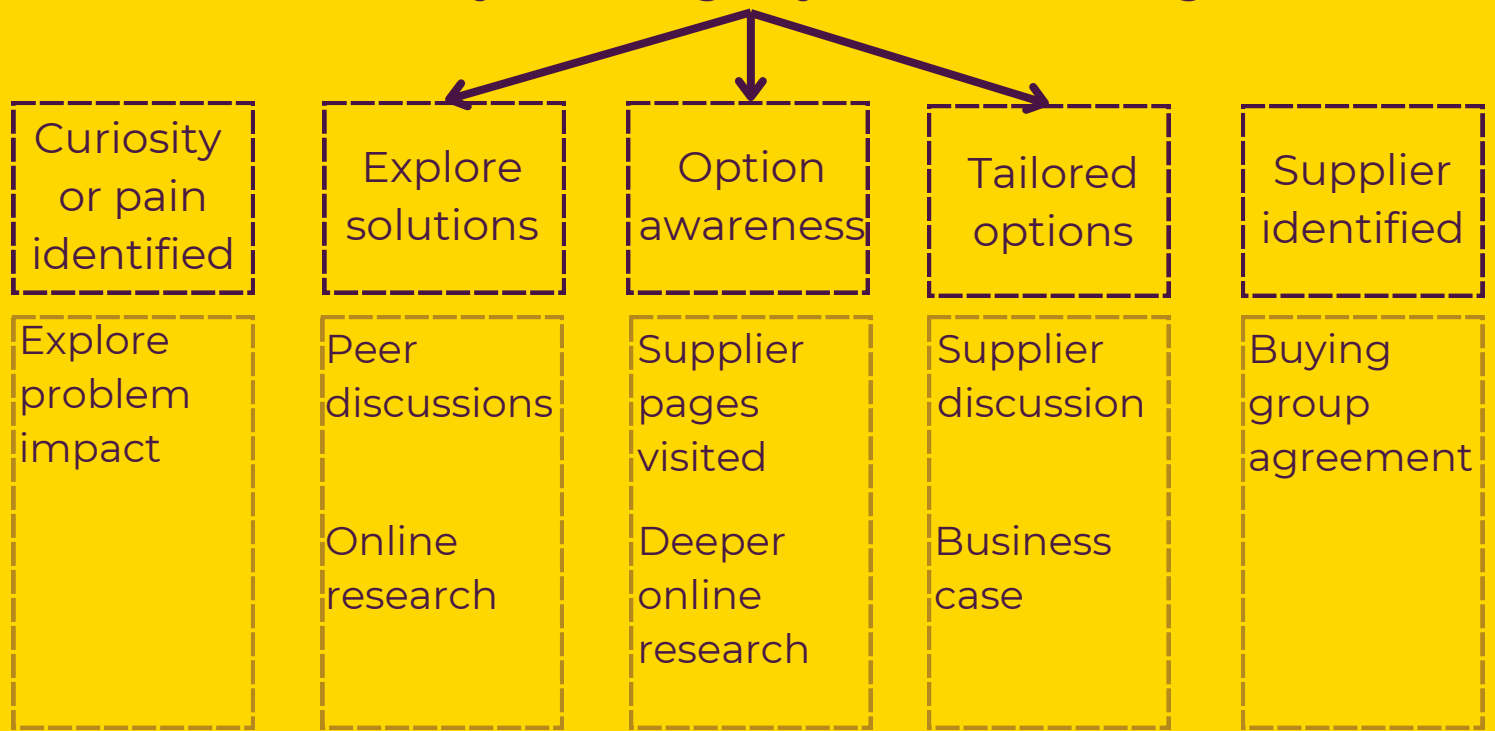 Curiosity
or pain
identified
Explore
solutions
Option
awareness
Tailored
options
Supplier
identified
Explore
problem
impact
Peer
discussions
Online
research
Supplier
pages
visited
Deeper
online
research
Supplier
discussion
Business
case
Buying
group
agreement